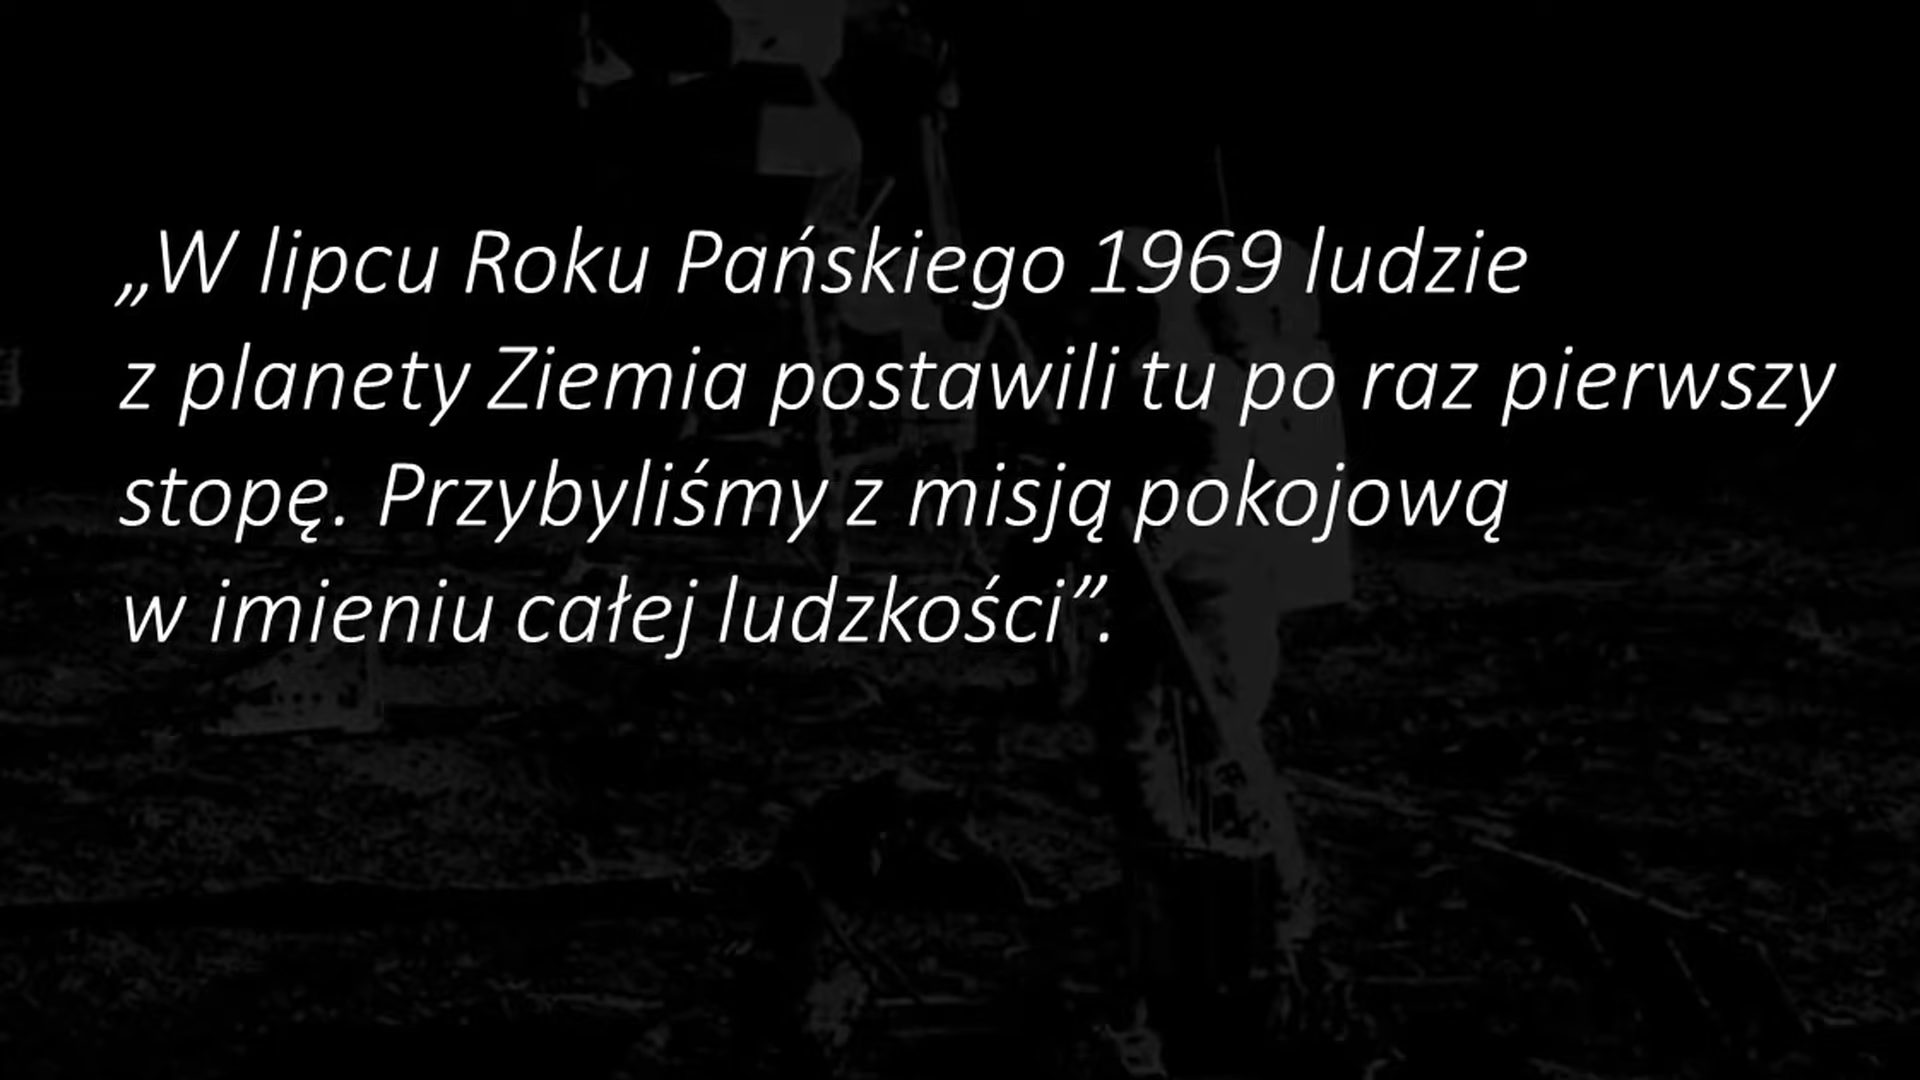 „W lipcu Roku Pańskiego 1969 ludzie
z planety Ziemia postawili tu po raz pierwszy
stopę. Przybyliśmy z misją pokojową
w imieniu całej ludzkości”.